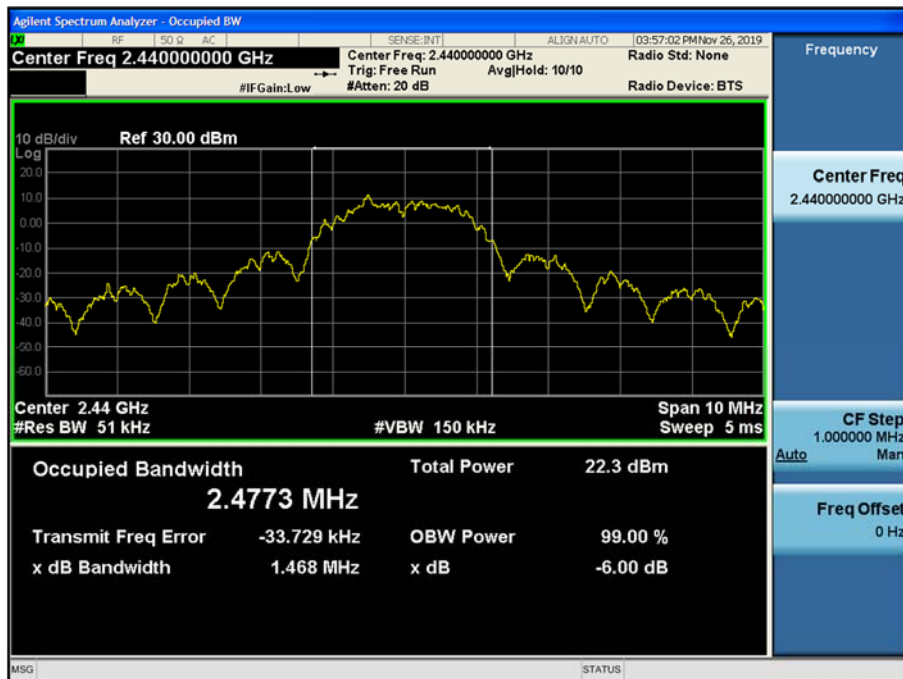 Agilent Spectrum Analyzer - Occupied BW
LXI RF 50 Ω AC SENSE:INT ALIGN AUTO 03:57:02 PM Nov 26, 2019
Center Freq 2.440000000 GHz
Center Freq: 2.440000000 GHz Radio Std: None
Trig: Free Run Avg|Hold: 10/10
#IFGain:Low #Atten: 20 dB Radio Device: BTS
10 dB/div Ref 30.00 dBm
Log
20.0
10.0
0.00
-10.0
-20.0
-30.0
-40.0
-50.0
-60.0
Center 2.44 GHz Span 10 MHz
#Res BW 51 kHz #VBW 150 kHz Sweep 5 ms
Occupied Bandwidth Total Power 22.3 dBm
2.4773 MHz
Transmit Freq Error -33.729 kHz OBW Power 99.00 %
x dB Bandwidth 1.468 MHz x dB -6.00 dB
MSG STATUS
Frequency
Center Freq
2.440000000 GHz
CF Step
1.000000 MHz
Auto Man
Freq Offset
0 Hz